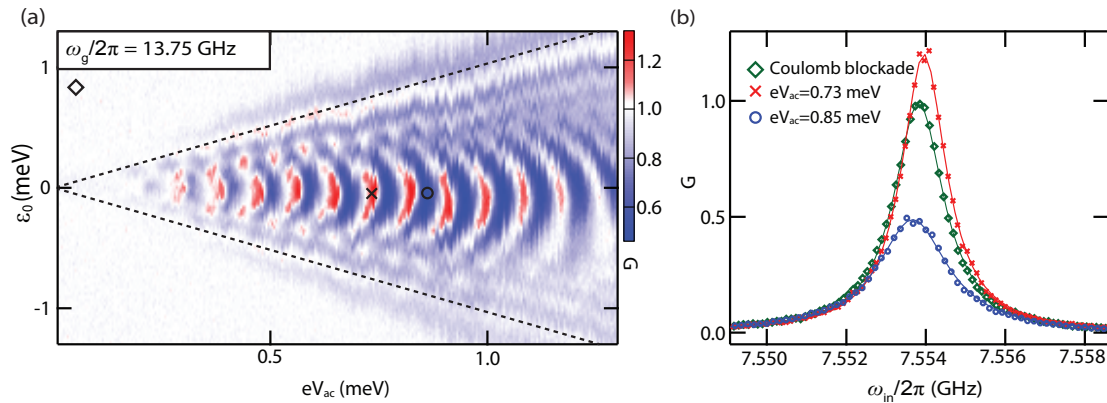 (a)
ω_g/2π = 13.75 GHz
1
0
-1
ε₀ (meV)
0.5
1.0
eV_ac (meV)
1.2
1.0
0.8
0.6
G
(b)
Coulomb blockade
eV_ac=0.73 meV
eV_ac=0.85 meV
1.0
0.5
0.0
G
7.550
7.552
7.554
7.556
7.558
ω_in/2π (GHz)